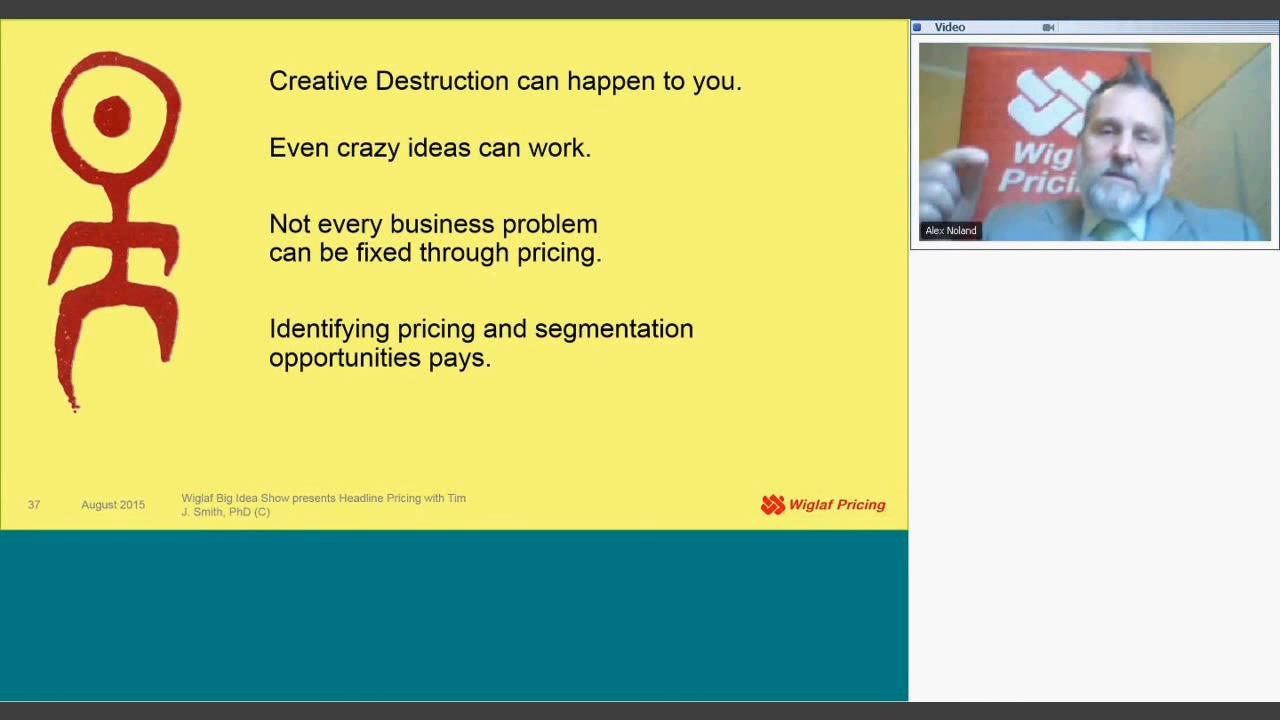 Creative Destruction can happen to you.
Even crazy ideas can work.
Not every business problem
can be fixed through pricing.
Identifying pricing and segmentation
opportunities pays.
37
August 2015
Wiglaf Big Idea Show presents Headline Pricing with Tim
J. Smith, PhD (C)
Wiglaf Pricing
Video
Wig
Prici
Alex Noland